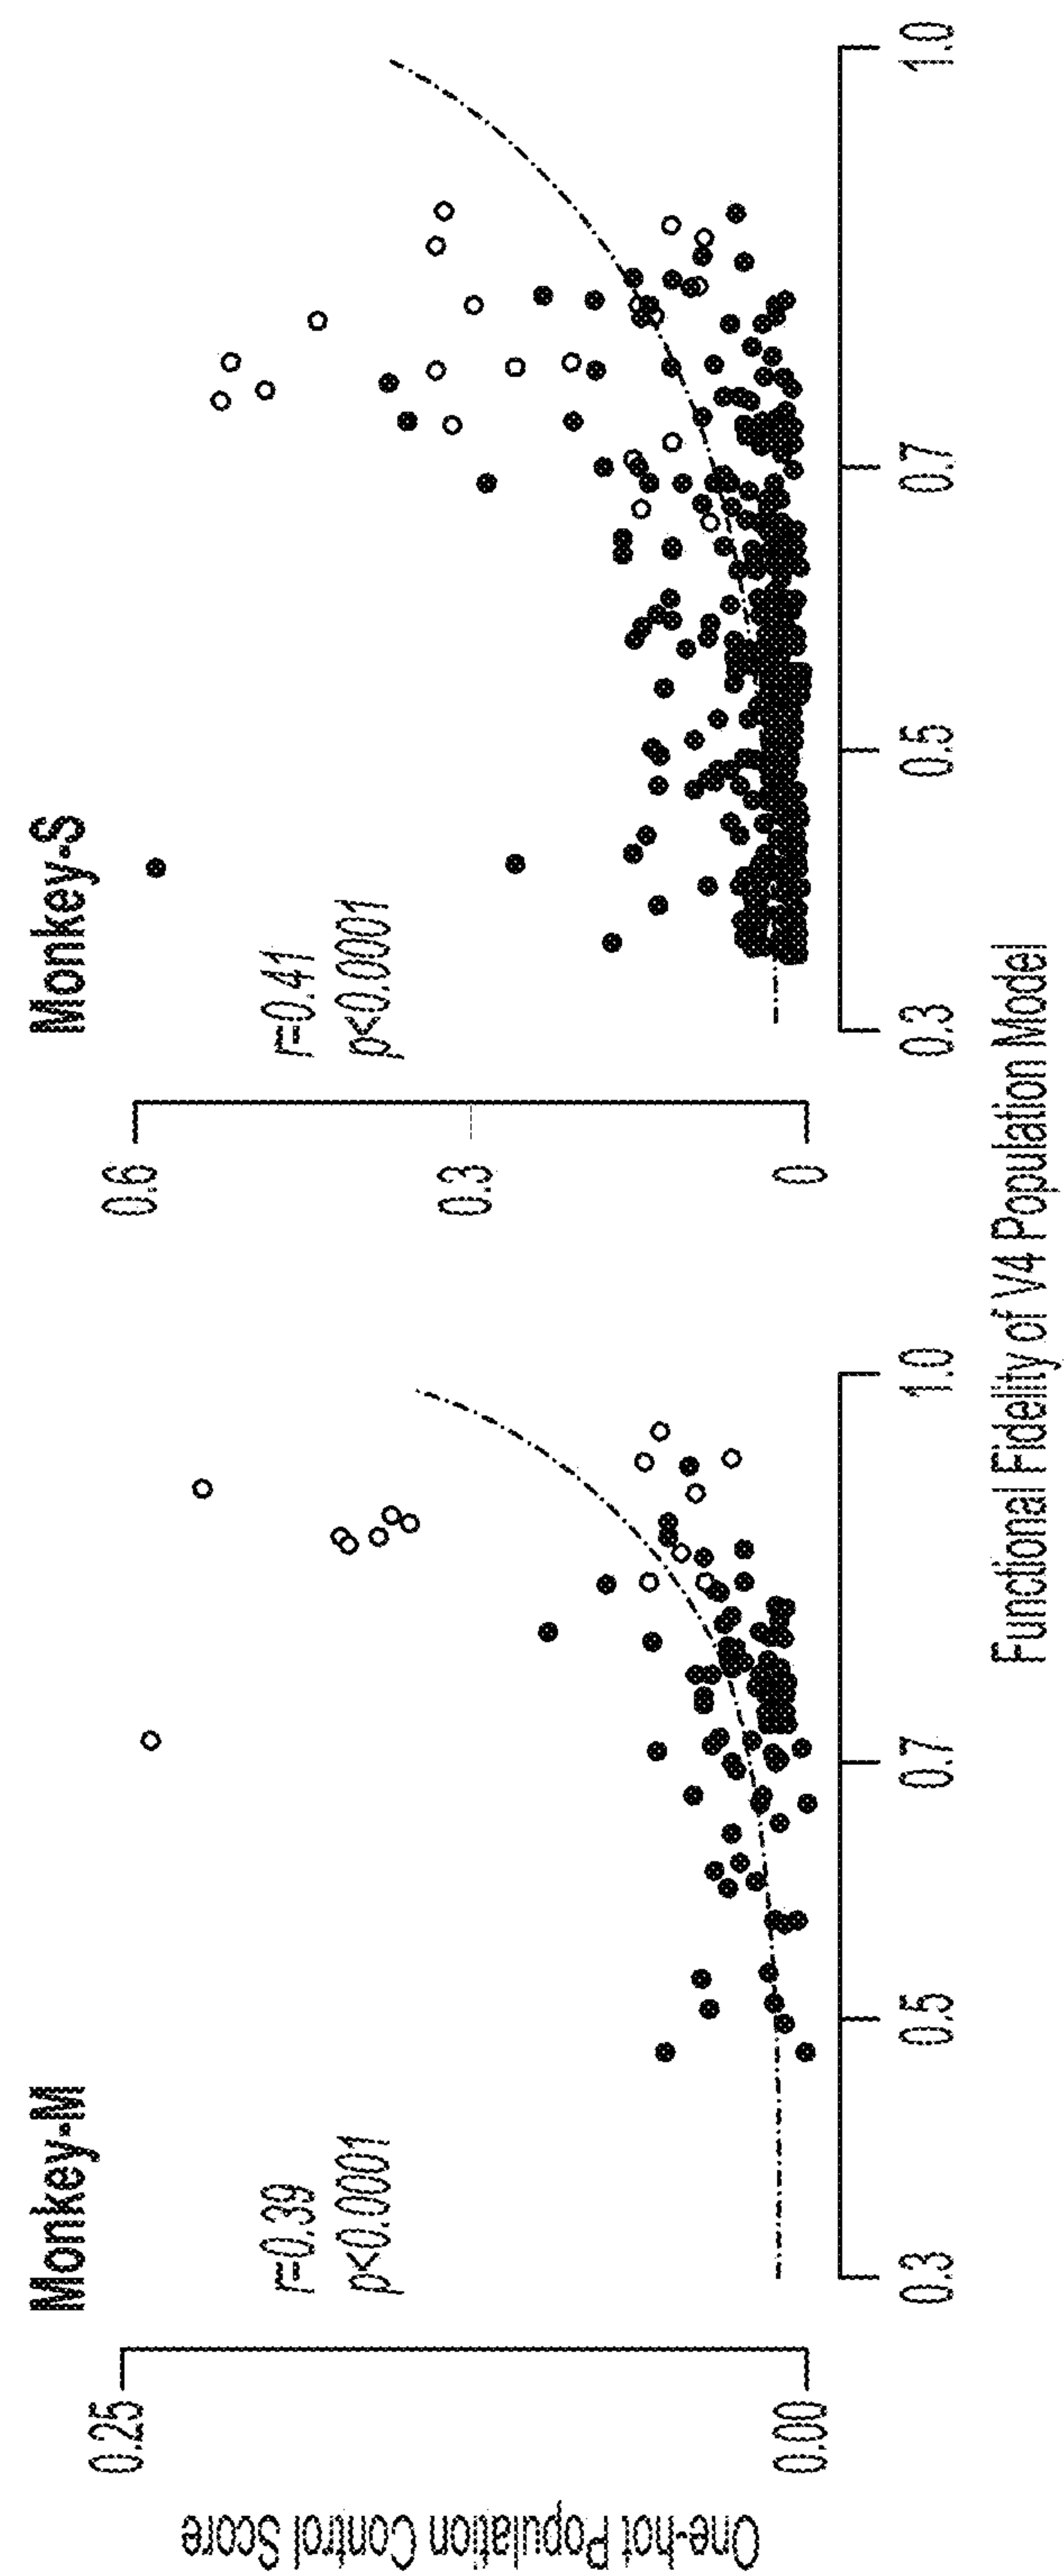 Monkey-M
r=0.39
p<0.0001
0.25
0.00
One-hot Population Control Score
0.3
0.5
0.7
1.0
Monkey-S
r=0.41
p<0.0001
0.6
0.3
0
0.3
0.5
0.7
1.0
Functional Fidelity of V4 Population Model